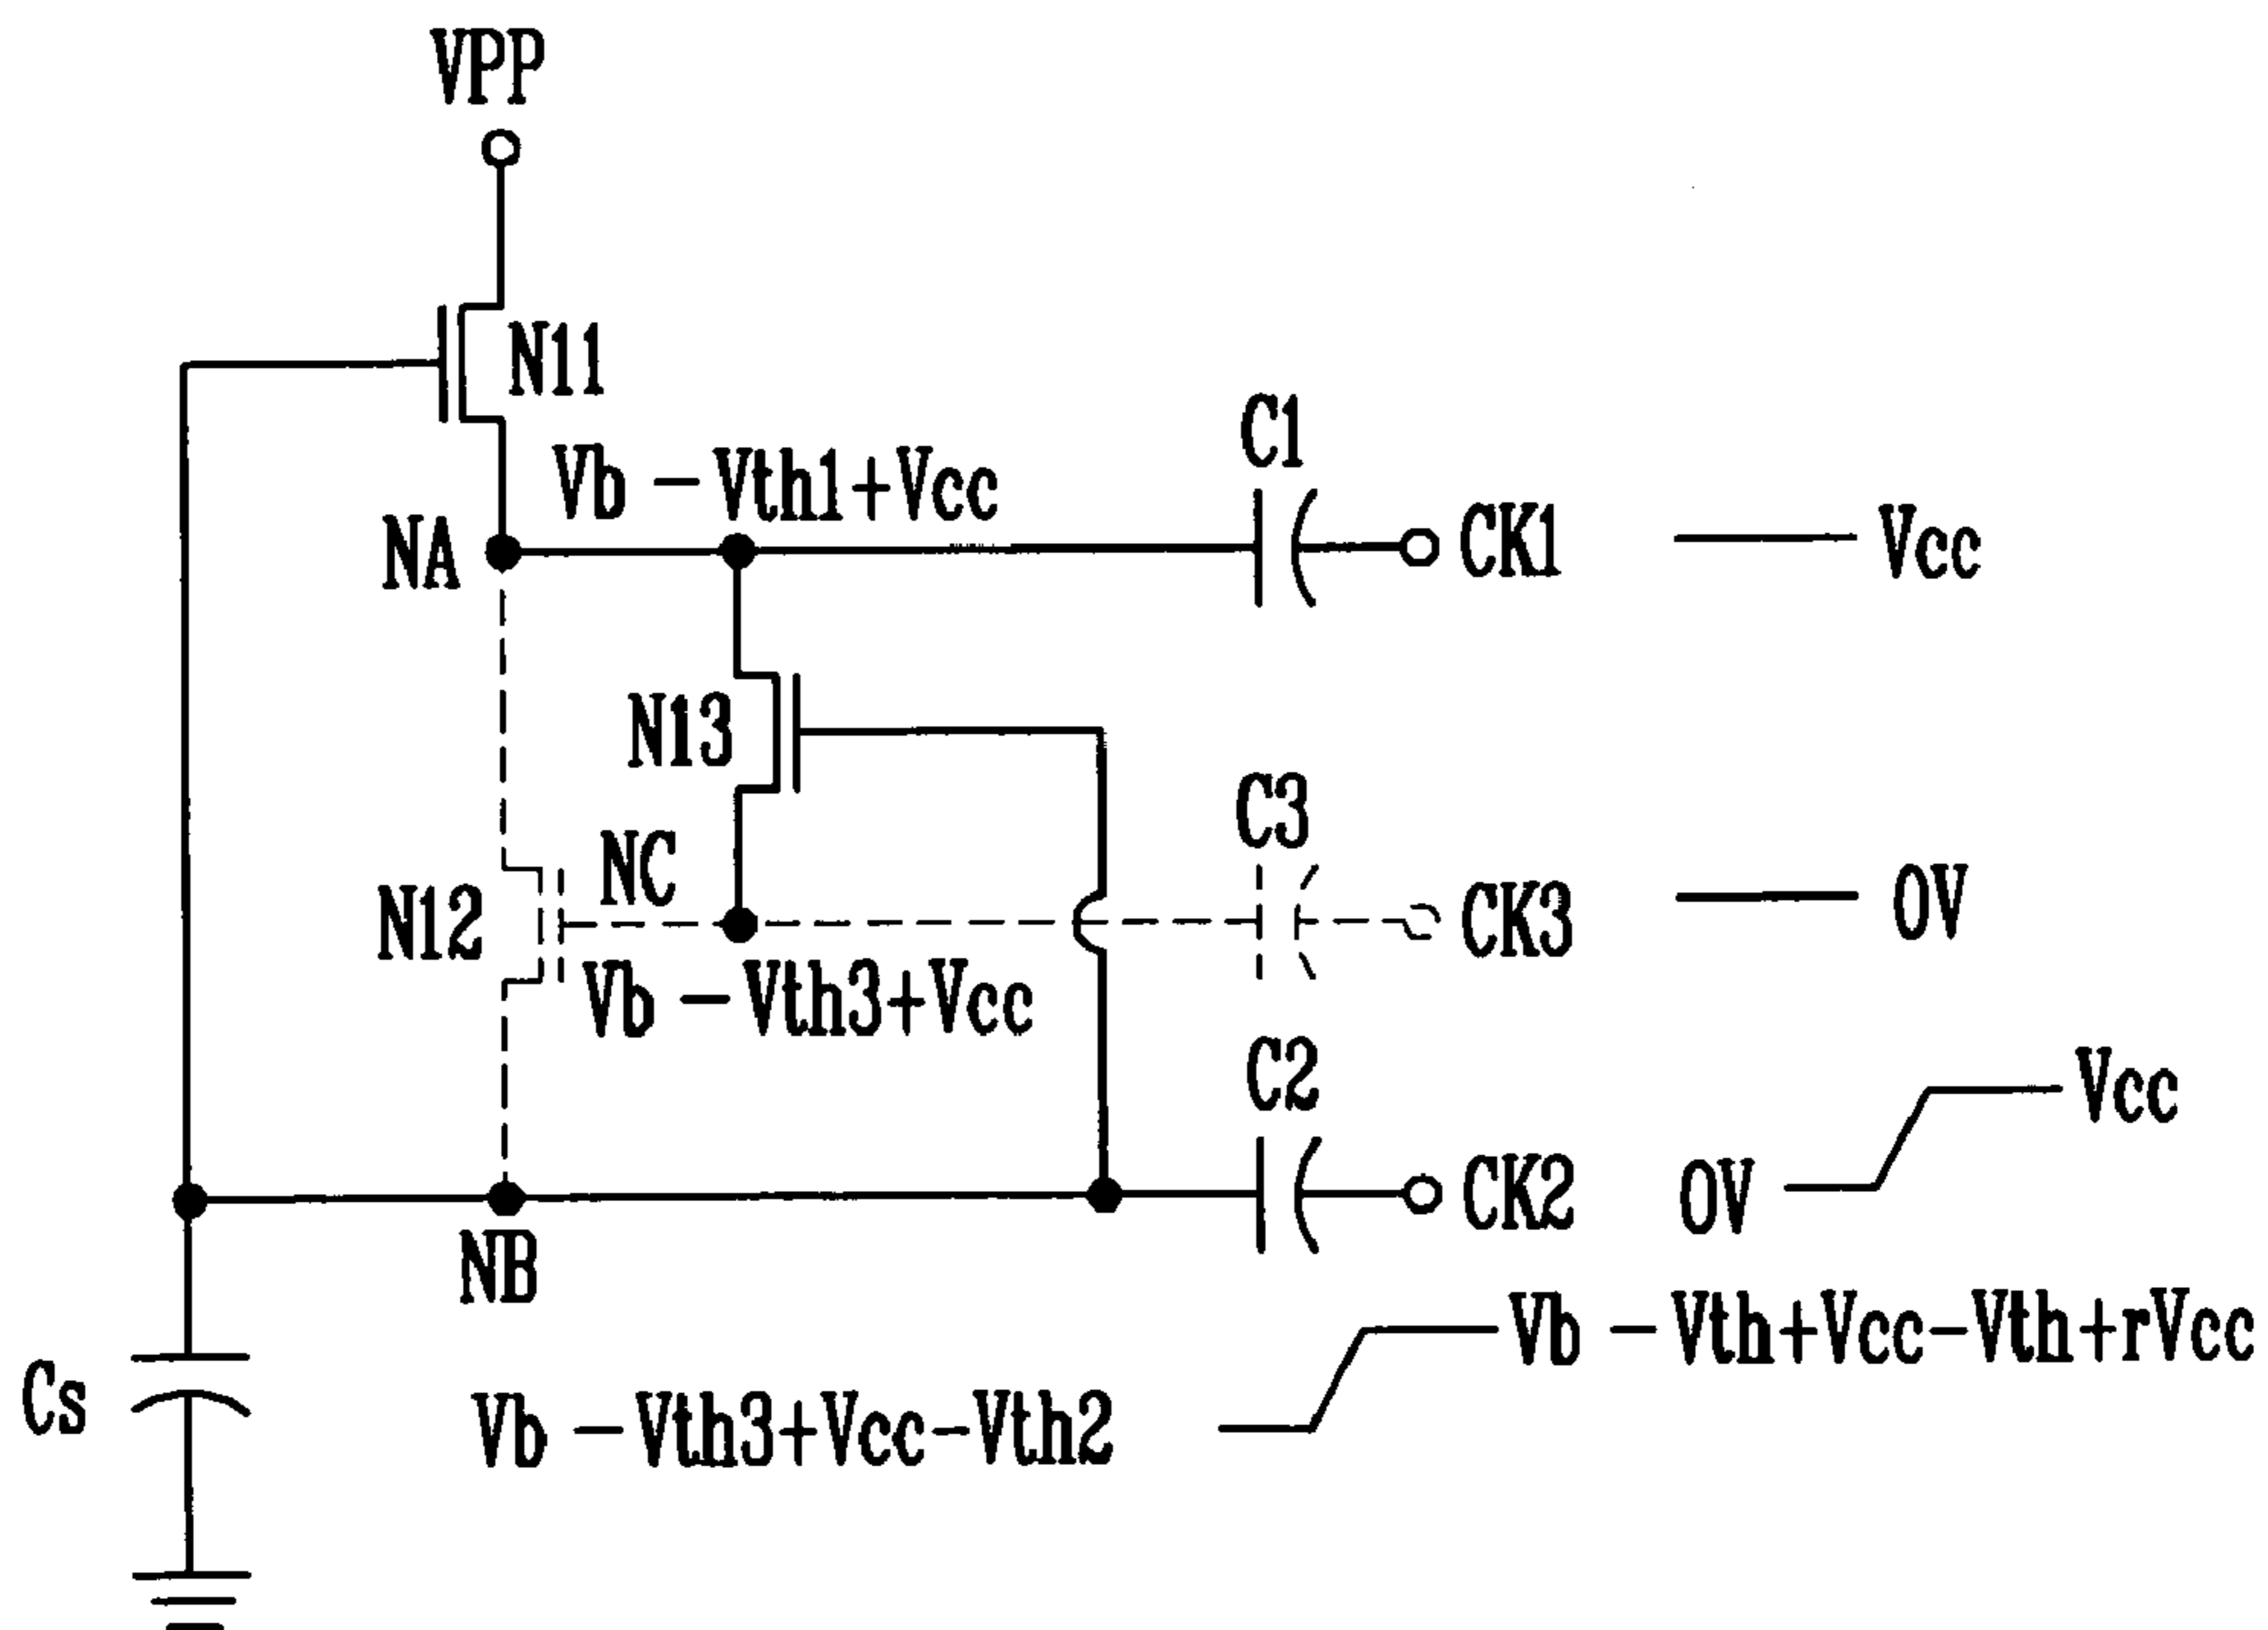 VPP
N11
C1
Vb - Vth1+Vcc
NA
CK1
Vcc
N13
C3
NC
N12
CK3
0V
Vb - Vth3+Vcc
C2
Vcc
CK2
0V
NB
Vb - Vth+Vcc-Vth+rVcc
Cs
Vb - Vth3+Vcc-Vth2